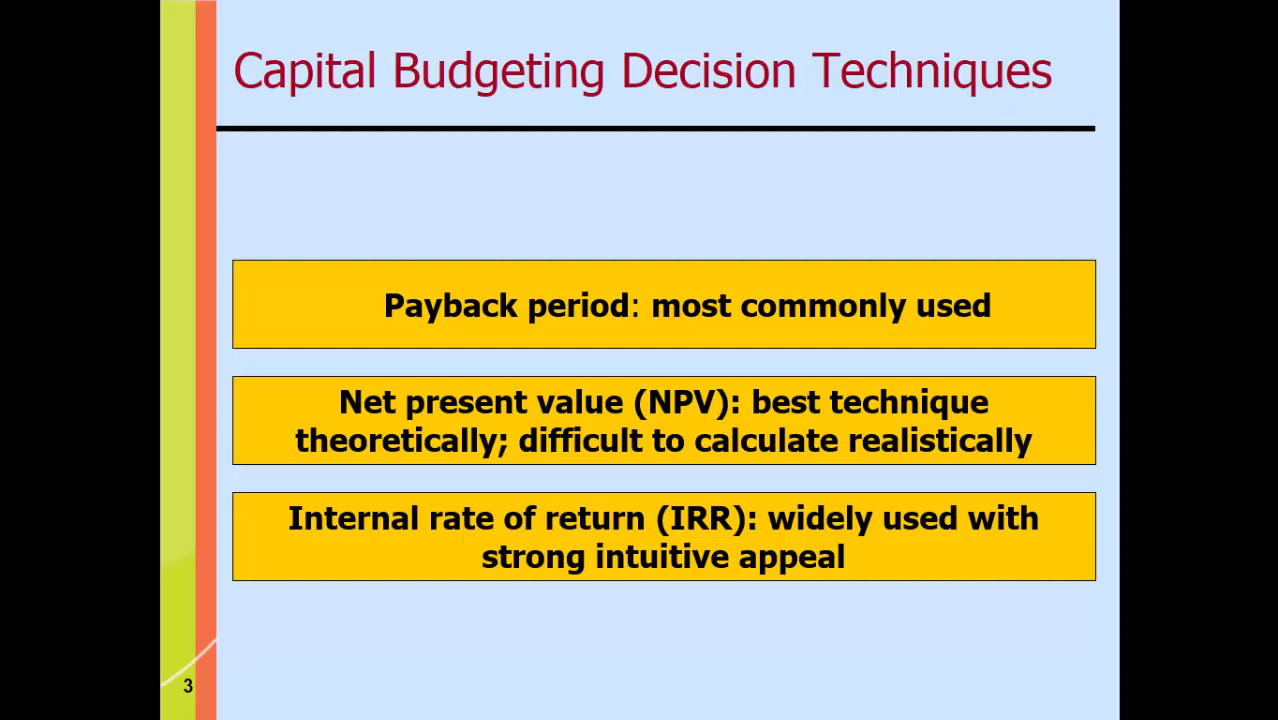 Capital Budgeting Decision Techniques
Payback period: most commonly used
Net present value (NPV): best technique
theoretically; difficult to calculate realistically
Internal rate of return (IRR): widely used with
strong intuitive appeal
3